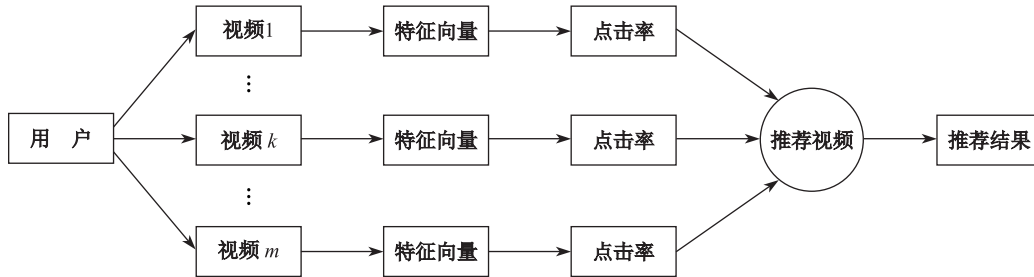 视频1 特征向量 点击率
⋮
用 户 视频 k 特征向量 点击率 推荐视频 推荐结果
⋮
视频 m 特征向量 点击率